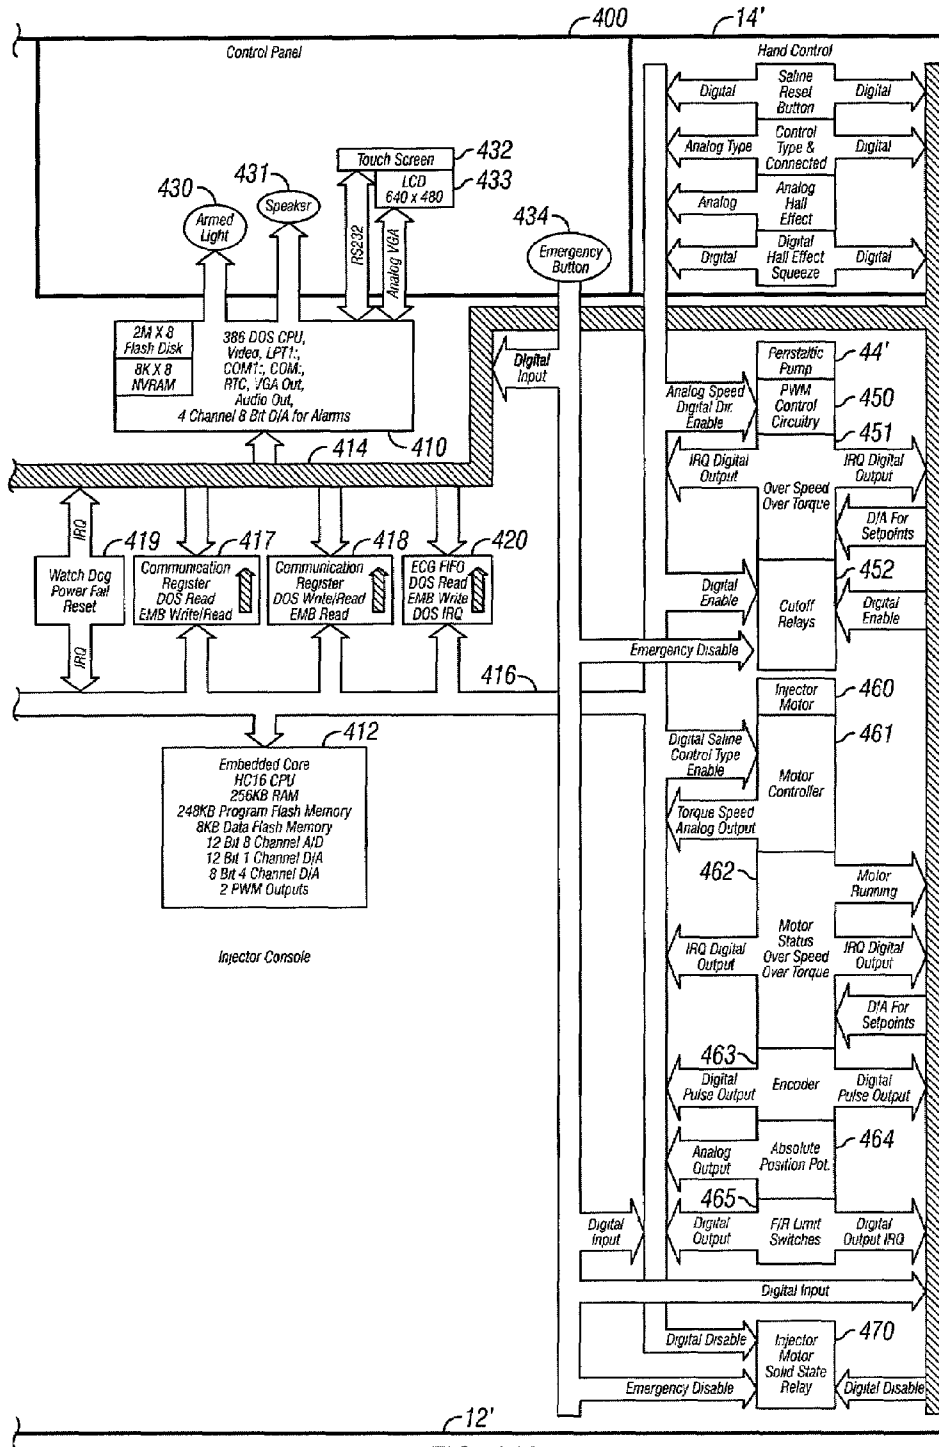 400
14'
Control Panel
Hand Control
Saline
Reset
Button
Digital
Digital
Control
Type &
Connected
Analog Type
Digital
Analog
Hall
Effect
Analog
Digital
Hall Effect
Squeeze
Digital
Digital
Touch Screen
432
LCD
640 x 480
433
430
431
Armed
Light
Speaker
RS232
Analog VGA
434
Emergency
Button
2M X 8
Flash Disk
8K X 8
NVRAM
386 DOS CPU,
Video, LPT1:,
COM1:, COM:,
RTC, VGA Out,
Audio Out,
4 Channel 8 Bit D/A for Alarms
410
414
Digital
Input
Peristaltic
Pump
44'
Analog Speed
Digital Dir.
Enable
PWM
Control
Circuitry
450
451
IRQ Digital
Output
IRQ Digital
Output
Over Speed
Over Torque
D/A For
Setpoints
452
Digital
Enable
Cutoff
Relays
Digital
Enable
Emergency Disable
IRQ
419
Watch Dog
Power Fail
Reset
IRQ
417
Communication
Register
DOS Read
EMB Write/Read
418
Communication
Register
DOS Write/Read
EMB Read
420
ECG FIFO
DOS Read
EMB Write
DOS IRQ
416
412
Embedded Core
HC16 CPU
256KB RAM
248KB Program Flash Memory
8KB Data Flash Memory
12 Bit 8 Channel A/D
12 Bit 1 Channel D/A
8 Bit 4 Channel D/A
2 PWM Outputs
Injector Console
Injector
Motor
460
461
Digital Saline
Control Type
Enable
Motor
Controller
Torque Speed
Analog Output
462
Motor
Running
Motor
Status
Over Speed
Over Torque
IRQ Digital
Output
IRQ Digital
Output
D/A For
Setpoints
463
Digital
Pulse Output
Encoder
Digital
Pulse Output
Analog
Output
Absolute
Position Pot.
464
465
Digital
Input
Digital
Output
F/R Limit
Switches
Digital
Output IRQ
Digital Input
Digital Disable
Injector
Motor
Solid State
Relay
470
Emergency Disable
Digital Disable
12'